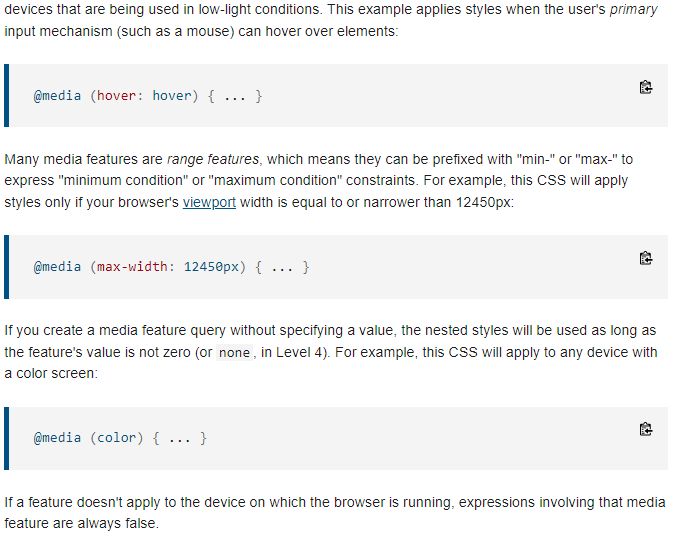 devices that are being used in low-light conditions. This example applies styles when the user's primary
input mechanism (such as a mouse) can hover over elements:
@media (hover: hover) { ... }
Many media features are range features, which means they can be prefixed with "min-" or "max-" to
express "minimum condition" or "maximum condition" constraints. For example, this CSS will apply
styles only if your browser's viewport width is equal to or narrower than 12450px:
@media (max-width: 12450px) { ... }
If you create a media feature query without specifying a value, the nested styles will be used as long as
the feature's value is not zero (or none, in Level 4). For example, this CSS will apply to any device with
a color screen:
@media (color) { ... }
If a feature doesn't apply to the device on which the browser is running, expressions involving that media
feature are always false.